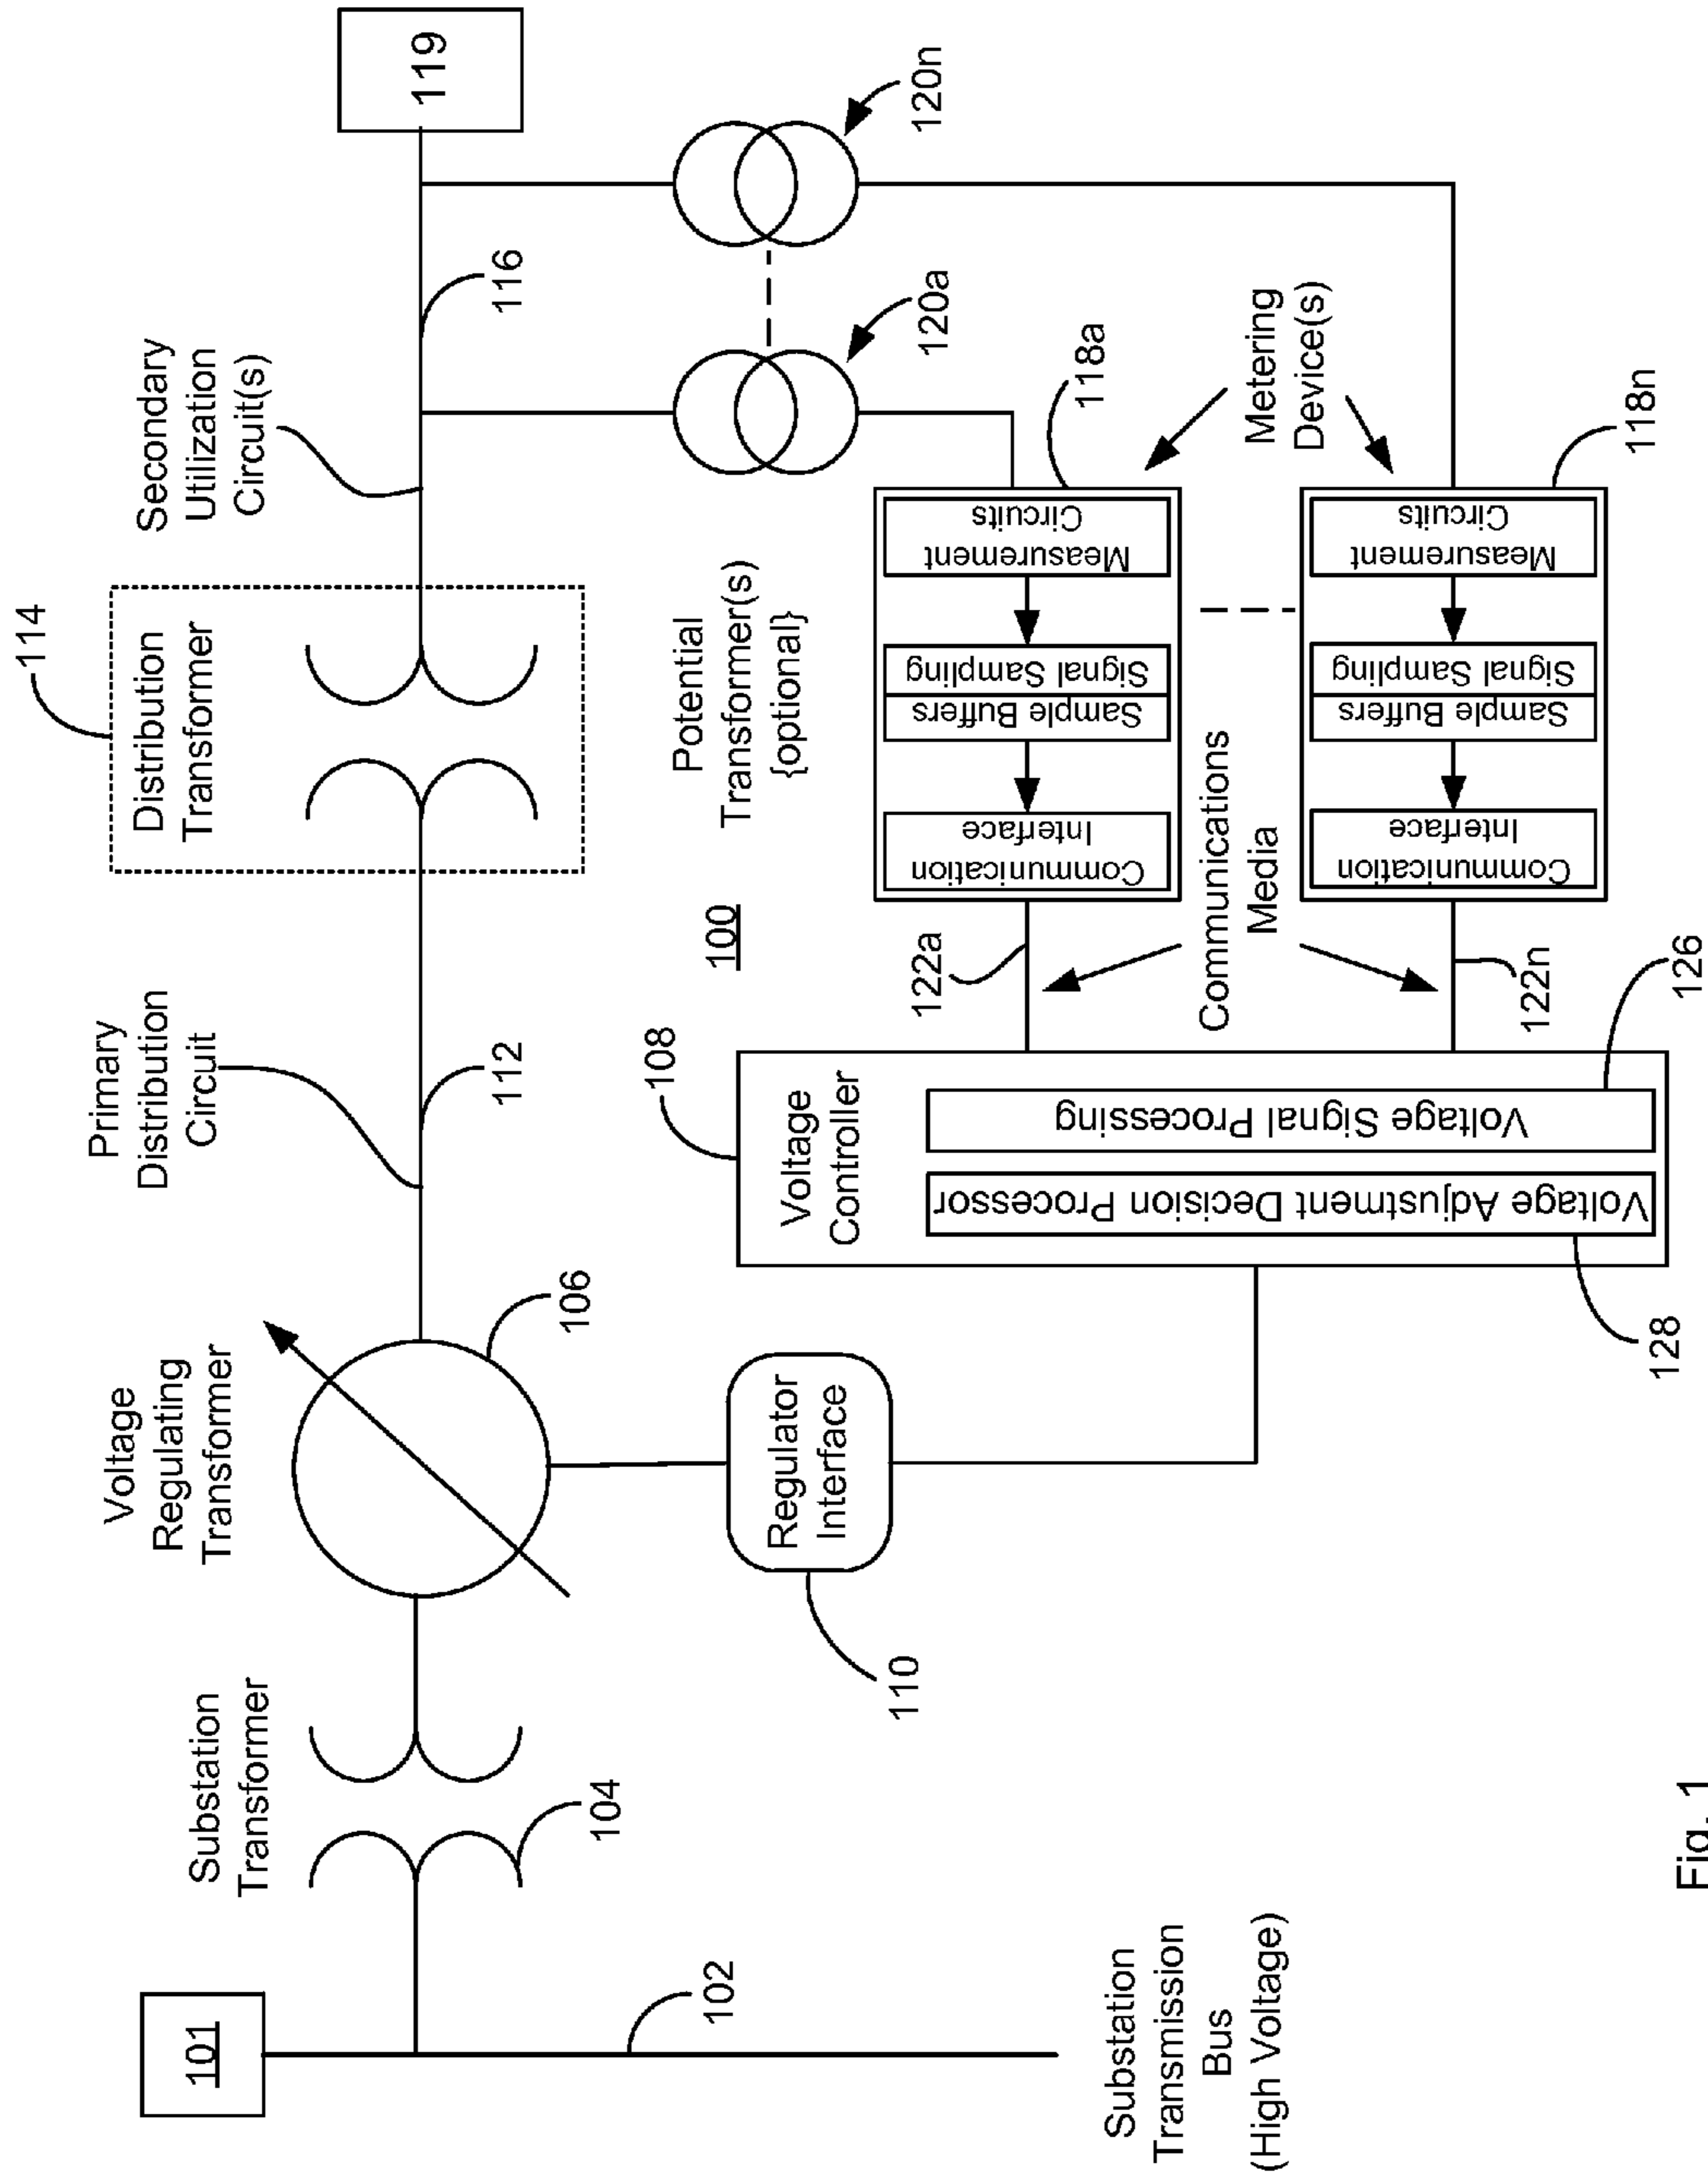 101
102
Substation
Transmission
Bus
(High Voltage)
Substation
Transformer
104
Voltage
Regulating
Transformer
106
Regulator
Interface
110
Primary
Distribution
Circuit
112
114
Distribution
Transformer
Secondary
Utilization
Circuit(s)
116
119
120a
120n
Potential
Transformer(s)
{optional}
100
Voltage
Controller
108
Voltage Adjustment Decision Processor
128
Voltage Signal Processing
126
122a
122n
Communications
Media
Communication
Interface
Sample Buffers
Signal Sampling
Measurement
Circuits
118a
Metering
Device(s)
Communication
Interface
Sample Buffers
Signal Sampling
Measurement
Circuits
118n
Fig. 1